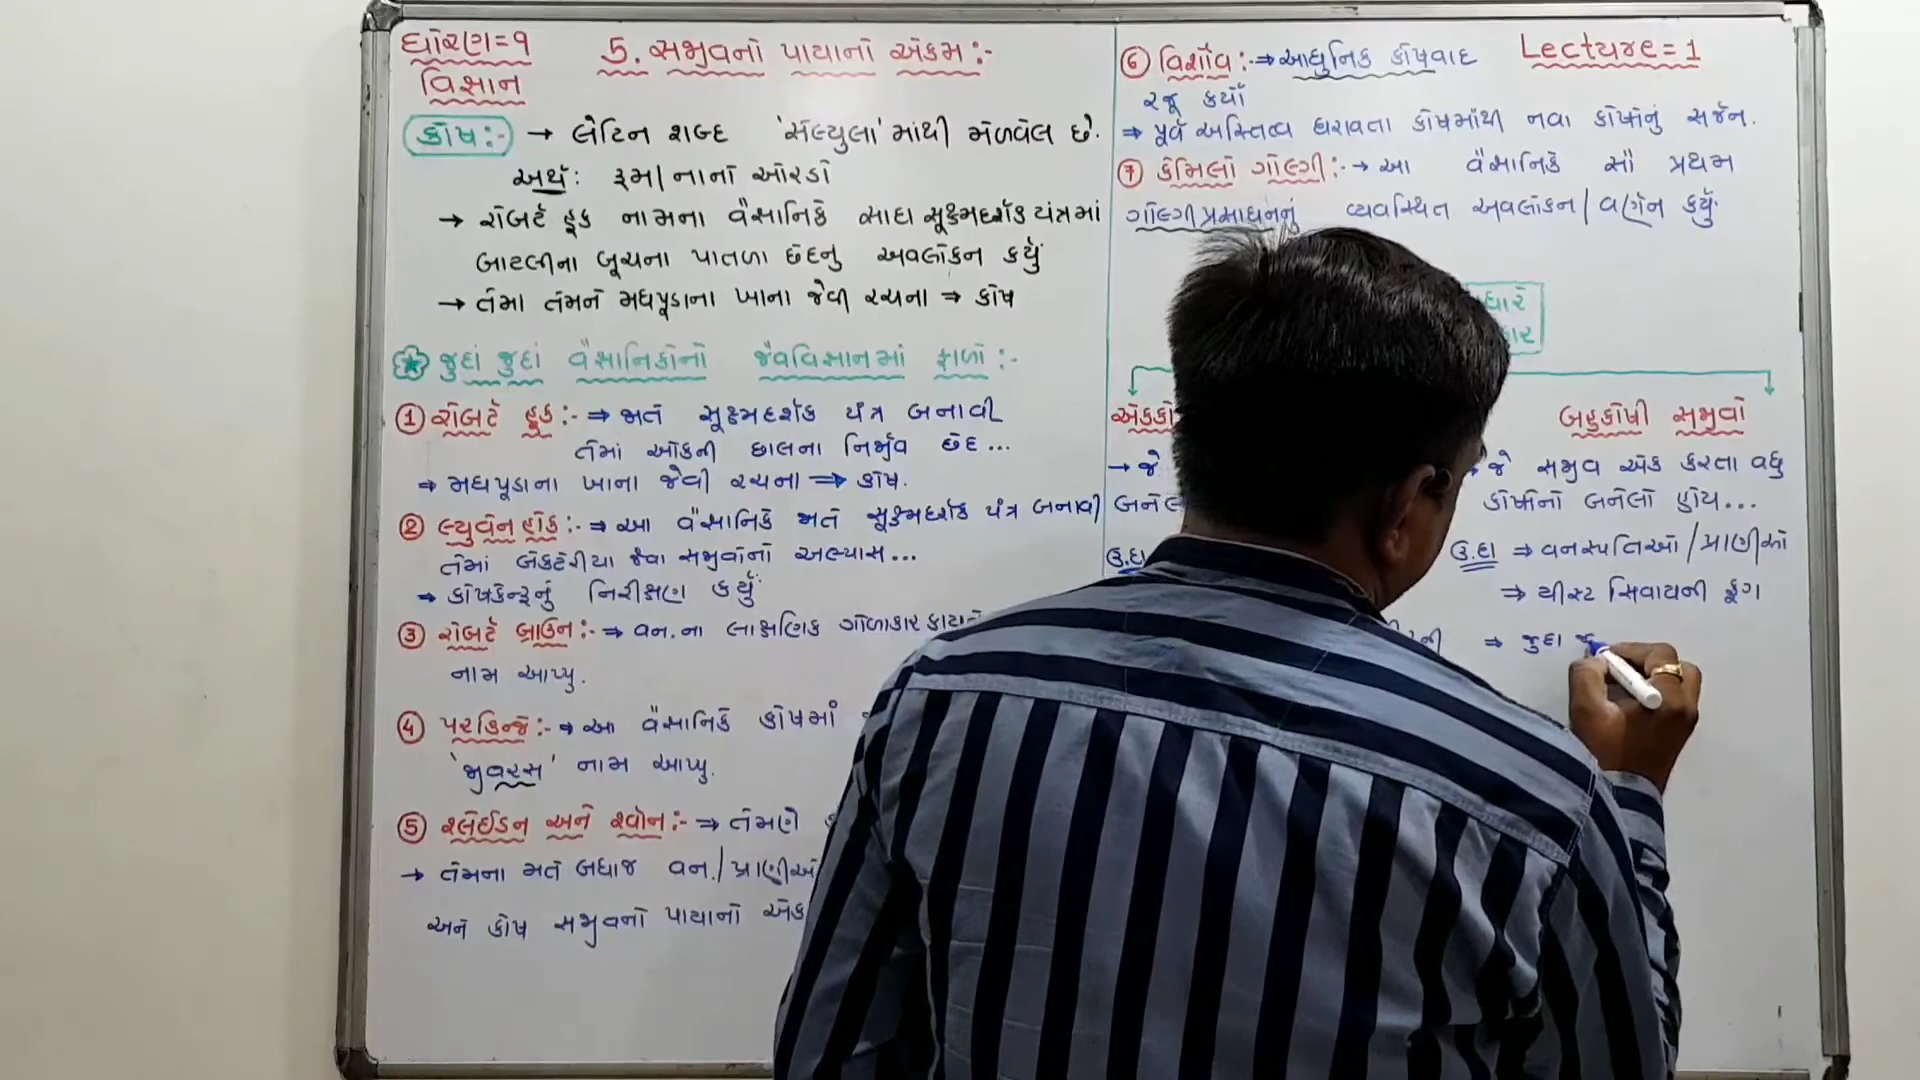 ધોરણ=૧
વિજ્ઞાન
5. સજીવનો પાયાનો એકમ:-
કોષ:- → લેટિન શબ્દ 'સેલ્યુલા' માંથી મળેલ છે.
અર્થ: રૂમ/નાનો ઓરડો
→ રોબર્ટ હૂક નામના વૈજ્ઞાનિકે સાદા સૂક્ષ્મદર્શક યંત્રમાં
બાટલીના બૂચના પાતળા છેદનું અવલોકન કર્યું
→ તેમા તેમને મધપૂડાના ખાના જેવી રચના → કોષ
જુદાં જુદાં વૈજ્ઞાનિકોનો જૈવવિજ્ઞાનમાં ફાળો:-
① રોબર્ટ હૂક:- ⇒ જાતે સૂક્ષ્મદર્શક યંત્ર બનાવી
તેમાં ઓકની છાલના નિર્જીવ છેદ...
⇒ મધપૂડાના ખાના જેવી રચના ⇒ કોષ.
② લ્યુવેન હોક:- ⇒ આ વૈજ્ઞાનિકે જાતે સૂક્ષ્મદર્શક યંત્ર બનાવી
તેમાં બેક્ટેરીયા જેવા સજીવોનો અભ્યાસ...
⇒ કોષકેન્દ્રનું નિરીક્ષણ કર્યું
③ રોબર્ટ બ્રાઉન:- ⇒ વન.ના લાક્ષણિક ગોળાકાર કાયાને
નામ આપ્યુ.
④ પરકિન્જે:- ⇒ આ વૈજ્ઞાનિકે કોષમાં
'જીવરસ' નામ આપ્યુ.
⑤ શ્લેઈડન અને શ્વોન:- ⇒ તેમણે
→ તેમના મતે બધાજ વન./પ્રાણીઓ
અને કોષ સજીવનો પાયાનો એક
Lecture=1
⑥ વિર્શોવ:- ⇒ આધુનિક કોષવાદ
રજૂ કર્યો
⇒ પૂર્વ અસ્તિત્વ ધરાવતા કોષમાંથી નવા કોષોનું સર્જન.
⑦ કેમિલો ગોલ્ગી:- → આ વૈજ્ઞાનિકે સૌ પ્રથમ
ગોલ્ગીપ્રસાધનનું વ્યવસ્થિત અવલોકન/વર્ણન કર્યું
ધારે
કાર
એકકો
→ જે
બનેલ
ઉ.દા
બહુકોષી સજીવો
→ જે સજીવ એક કરતા વધુ
કોષોનો બનેલો હોય...
ઉ.દા ⇒ વનસ્પતિઓ/પ્રાણીઓ
⇒ યીસ્ટ સિવાયની ફૂગ
⇒ જુદા જુ